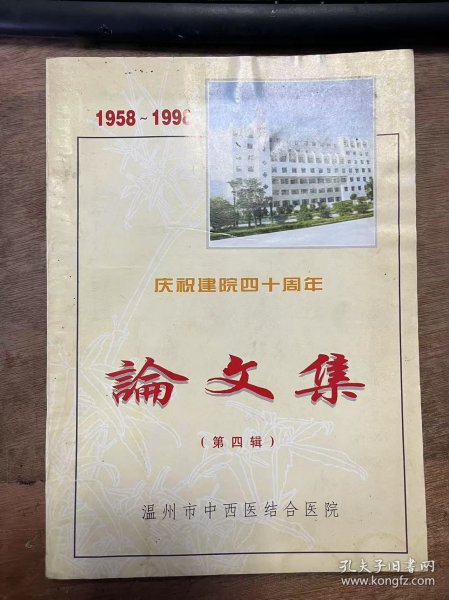 1958~1998
庆祝建院四十周年
論文集
(第四辑)
温州市中西医结合医院
孔夫子旧书网
www.kongfz.com